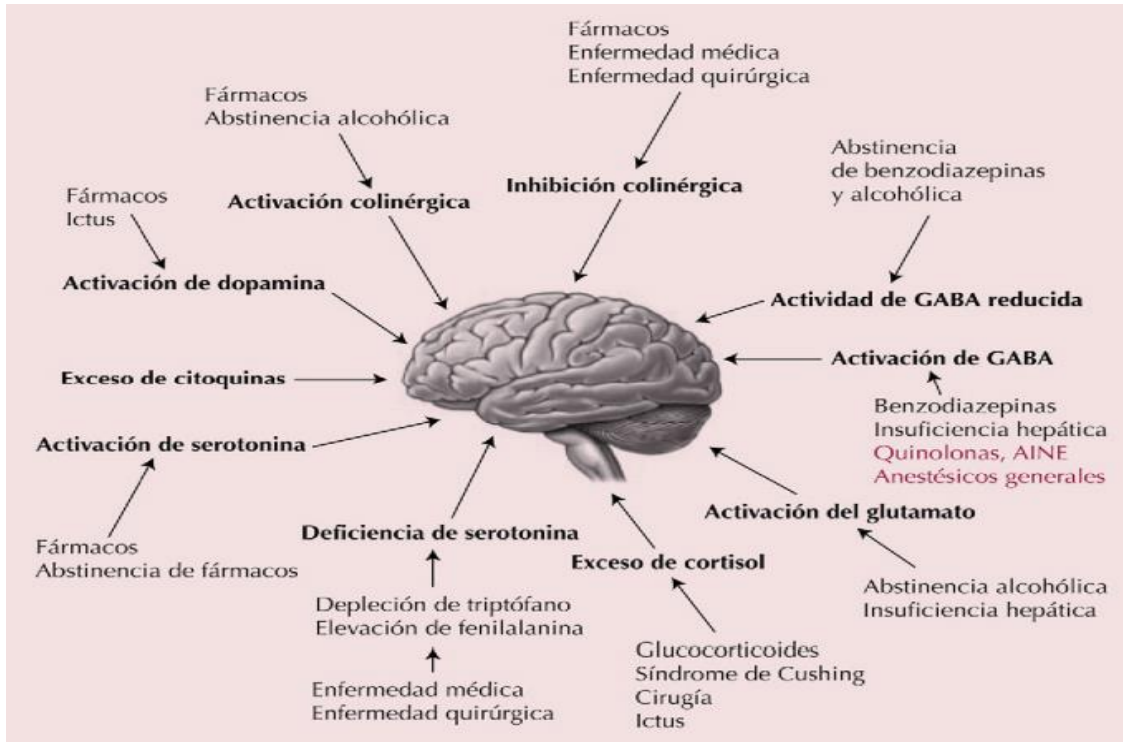 Fármacos
Enfermedad médica
Enfermedad quirúrgica
Fármacos
Abstinencia alcohólica
Abstinencia
de benzodiazepinas
y alcohólica
Fármacos
Ictus
Activación colinérgica
Inhibición colinérgica
Activación de dopamina
Actividad de GABA reducida
Exceso de citoquinas
Activación de GABA
Benzodiazepinas
Insuficiencia hepática
Quinolonas, AINE
Anestésicos generales
Activación de serotonina
Activación del glutamato
Deficiencia de serotonina
Exceso de cortisol
Fármacos
Abstinencia de fármacos
Abstinencia alcohólica
Insuficiencia hepática
Depleción de triptófano
Elevación de fenilalanina
Glucocorticoides
Síndrome de Cushing
Cirugía
Ictus
Enfermedad médica
Enfermedad quirúrgica